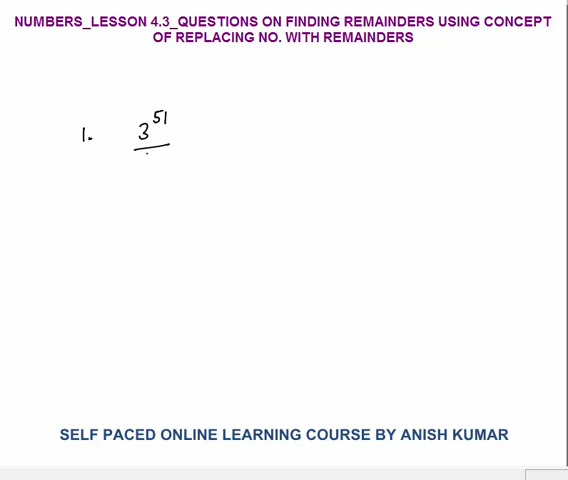 NUMBERS_LESSON 4.3_QUESTIONS ON FINDING REMAINDERS USING CONCEPT
OF REPLACING NO. WITH REMAINDERS
1. 3^51
SELF PACED ONLINE LEARNING COURSE BY ANISH KUMAR